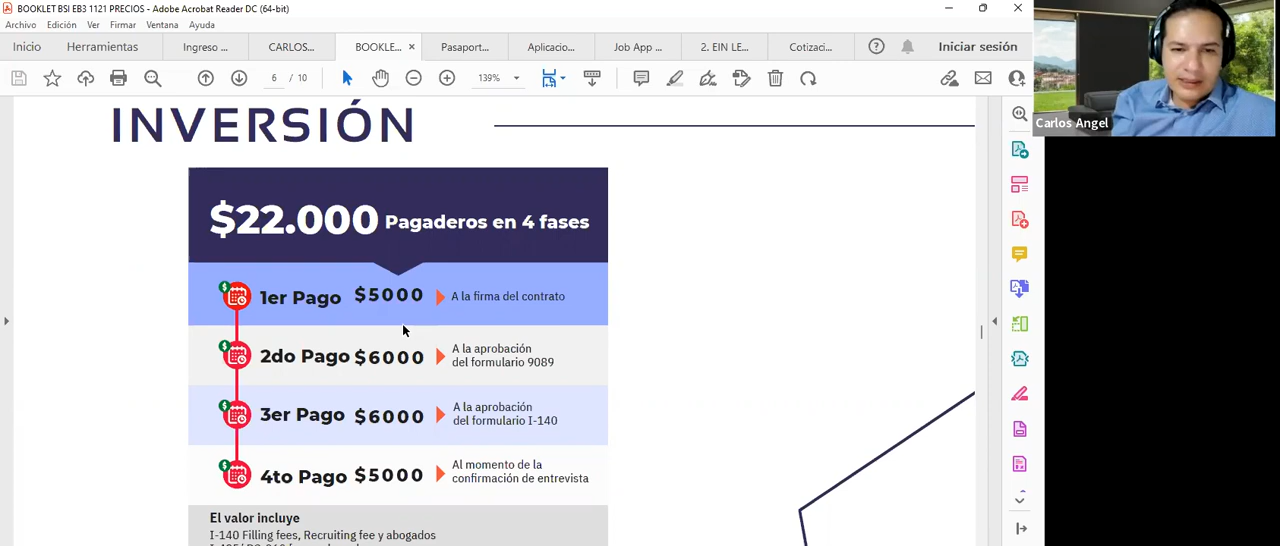 BOOKLET BSI EB3 1121 PRECIOS - Adobe Acrobat Reader DC (64-bit)
Archivo Edición Ver Firmar Ventana Ayuda
Inicio Herramientas Ingreso ... CARLOS... BOOKLE... × Pasaport... Aplicacio... Job App ... 2. EIN LE... Cotizaci... Iniciar sesión
6 / 10 139%
Carlos Angel
INVERSIÓN
$22.000 Pagaderos en 4 fases
1er Pago $5000 A la firma del contrato
2do Pago $6000 A la aprobación
del formulario 9089
3er Pago $6000 A la aprobación
del formulario I-140
4to Pago $5000 Al momento de la
confirmación de entrevista
El valor incluye
I-140 Filling fees, Recruiting fee y abogados